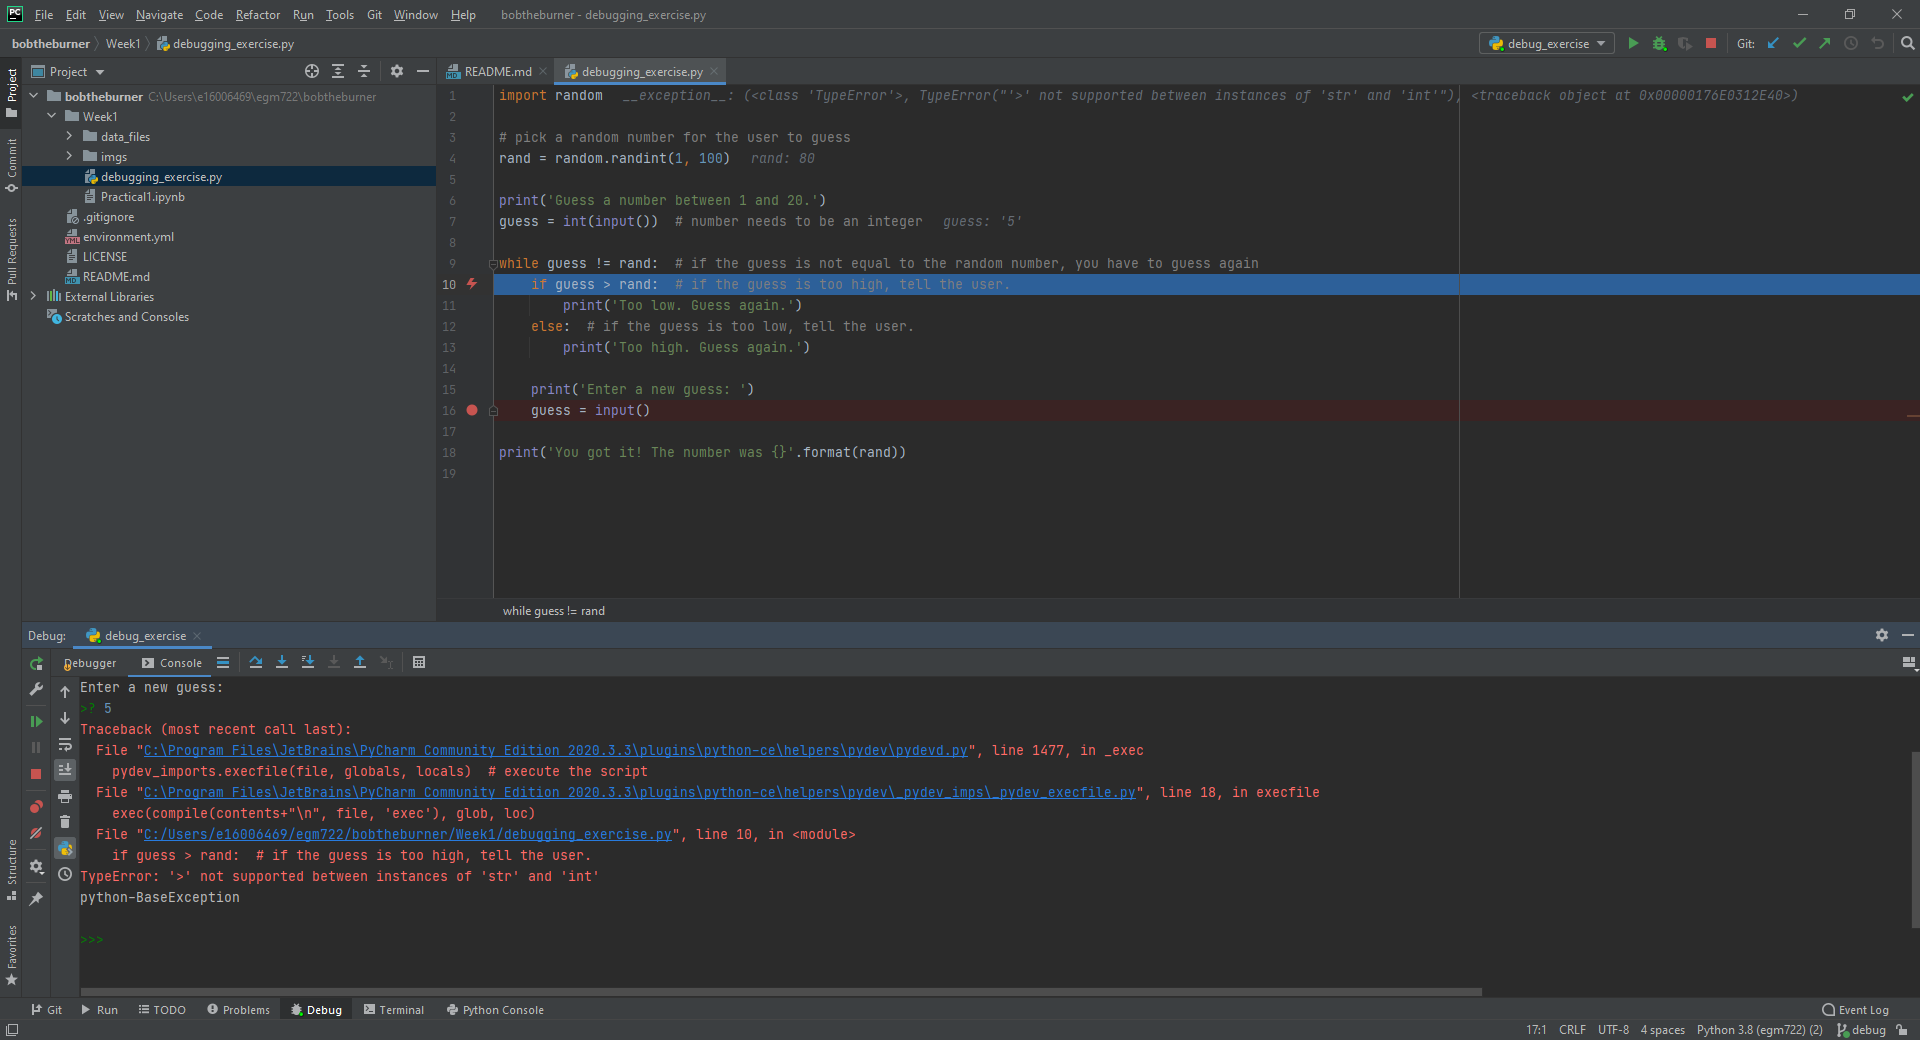 PC File Edit View Navigate Code Refactor Run Tools Git Window Help bobtheburner - debugging_exercise.py
bobtheburner Week1 debugging_exercise.py debug_exercise Git:
Project README.md debugging_exercise.py
Project
Commit
Pull Requests
Structure
Favorites
bobtheburner C:\Users\e16006469\egm722\bobtheburner
Week1
data_files
imgs
debugging_exercise.py
Practical1.ipynb
.gitignore
environment.yml
LICENSE
README.md
External Libraries
Scratches and Consoles
1 import random __exception__: (<class 'TypeError'>, TypeError("'>' not supported between instances of 'str' and 'int'"), <traceback object at 0x00000176E0312E40>)
2
3 # pick a random number for the user to guess
4 rand = random.randint(1, 100) rand: 80
5
6 print('Guess a number between 1 and 20.')
7 guess = int(input()) # number needs to be an integer guess: '5'
8
9 while guess != rand: # if the guess is not equal to the random number, you have to guess again
10 if guess > rand: # if the guess is too high, tell the user.
11 print('Too low. Guess again.')
12 else: # if the guess is too low, tell the user.
13 print('Too high. Guess again.')
14
15 print('Enter a new guess: ')
16 guess = input()
17
18 print('You got it! The number was {}'.format(rand))
19
while guess != rand
Debug: debug_exercise
Debugger Console
Enter a new guess:
>? 5
Traceback (most recent call last):
File "C:\Program Files\JetBrains\PyCharm Community Edition 2020.3.3\plugins\python-ce\helpers\pydev\pydevd.py", line 1477, in _exec
pydev_imports.execfile(file, globals, locals) # execute the script
File "C:\Program Files\JetBrains\PyCharm Community Edition 2020.3.3\plugins\python-ce\helpers\pydev\_pydev_imps\_pydev_execfile.py", line 18, in execfile
exec(compile(contents+"\n", file, 'exec'), glob, loc)
File "C:/Users/e16006469/egm722/bobtheburner/Week1/debugging_exercise.py", line 10, in <module>
if guess > rand: # if the guess is too high, tell the user.
TypeError: '>' not supported between instances of 'str' and 'int'
python-BaseException
>>>
Git Run TODO Problems Debug Terminal Python Console Event Log
17:1 CRLF UTF-8 4 spaces Python 3.8 (egm722) (2) debug